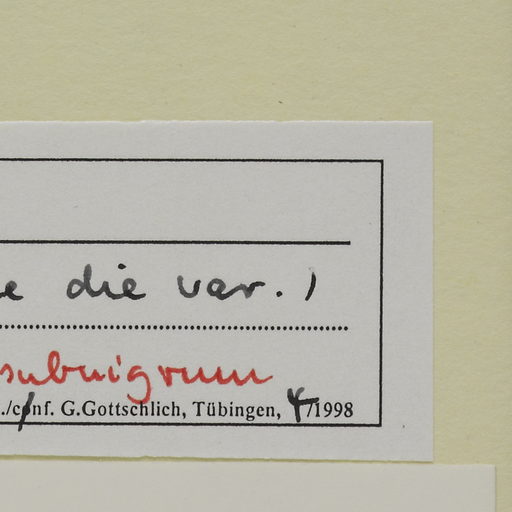 e die var. )
subnigrum
./conf. G.Gottschlich, Tübingen, 4/1998